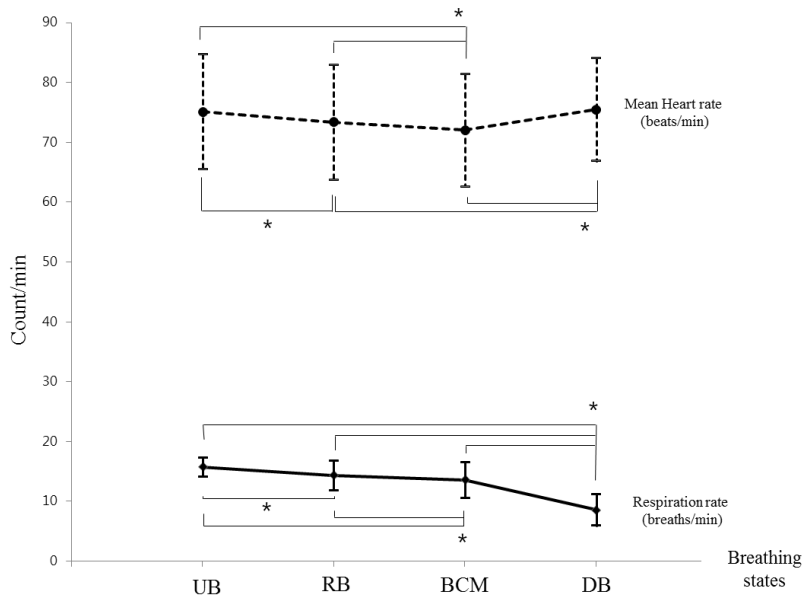 90
*
80
Mean Heart rate
(beats/min)
70
60
*
*
50
Count/min
40
30
*
20
10
Respiration rate
(breaths/min)
*
*
0
Breathing
states
UB
RB
BCM
DB